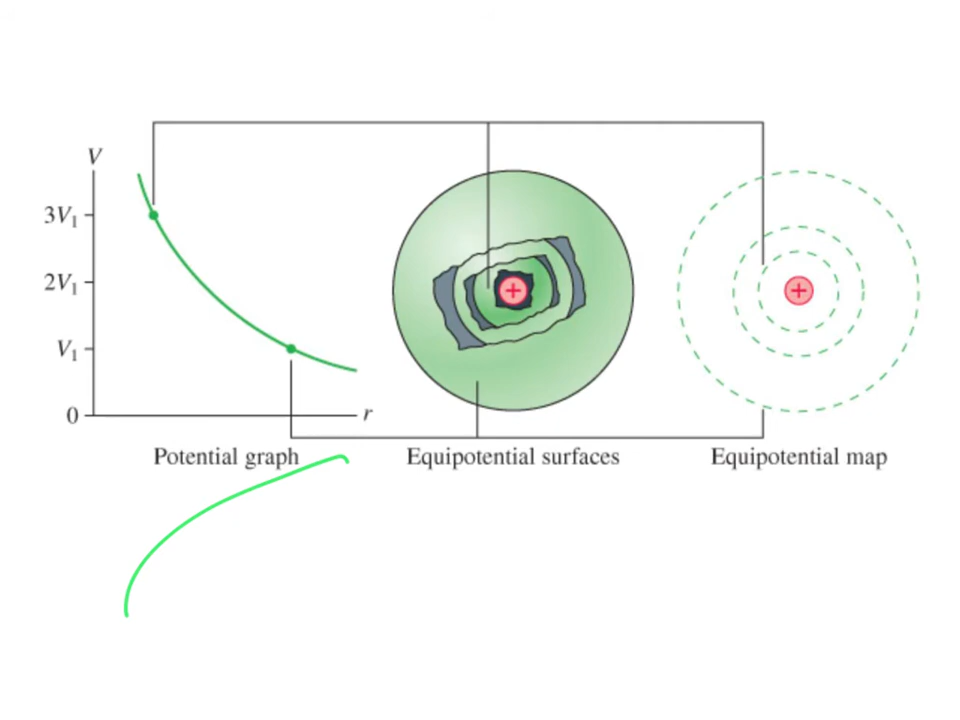 V
3V₁
2V₁
V₁
0
r
+
+
Potential graph
Equipotential surfaces
Equipotential map